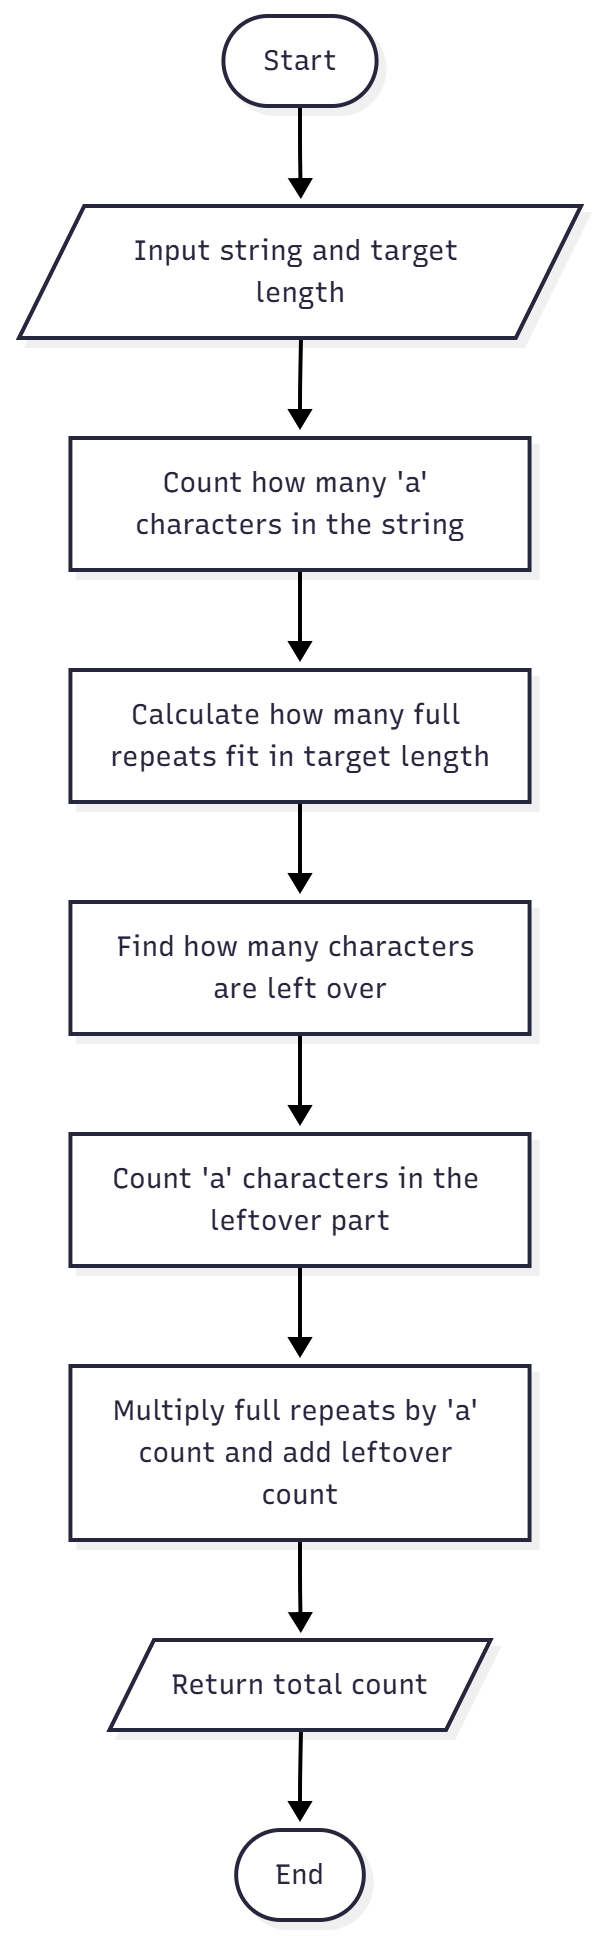 Start
Input string and target
length
Count how many 'a'
characters in the string
Calculate how many full
repeats fit in target length
Find how many characters
are left over
Count 'a' characters in the
leftover part
Multiply full repeats by 'a'
count and add leftover
count
Return total count
End